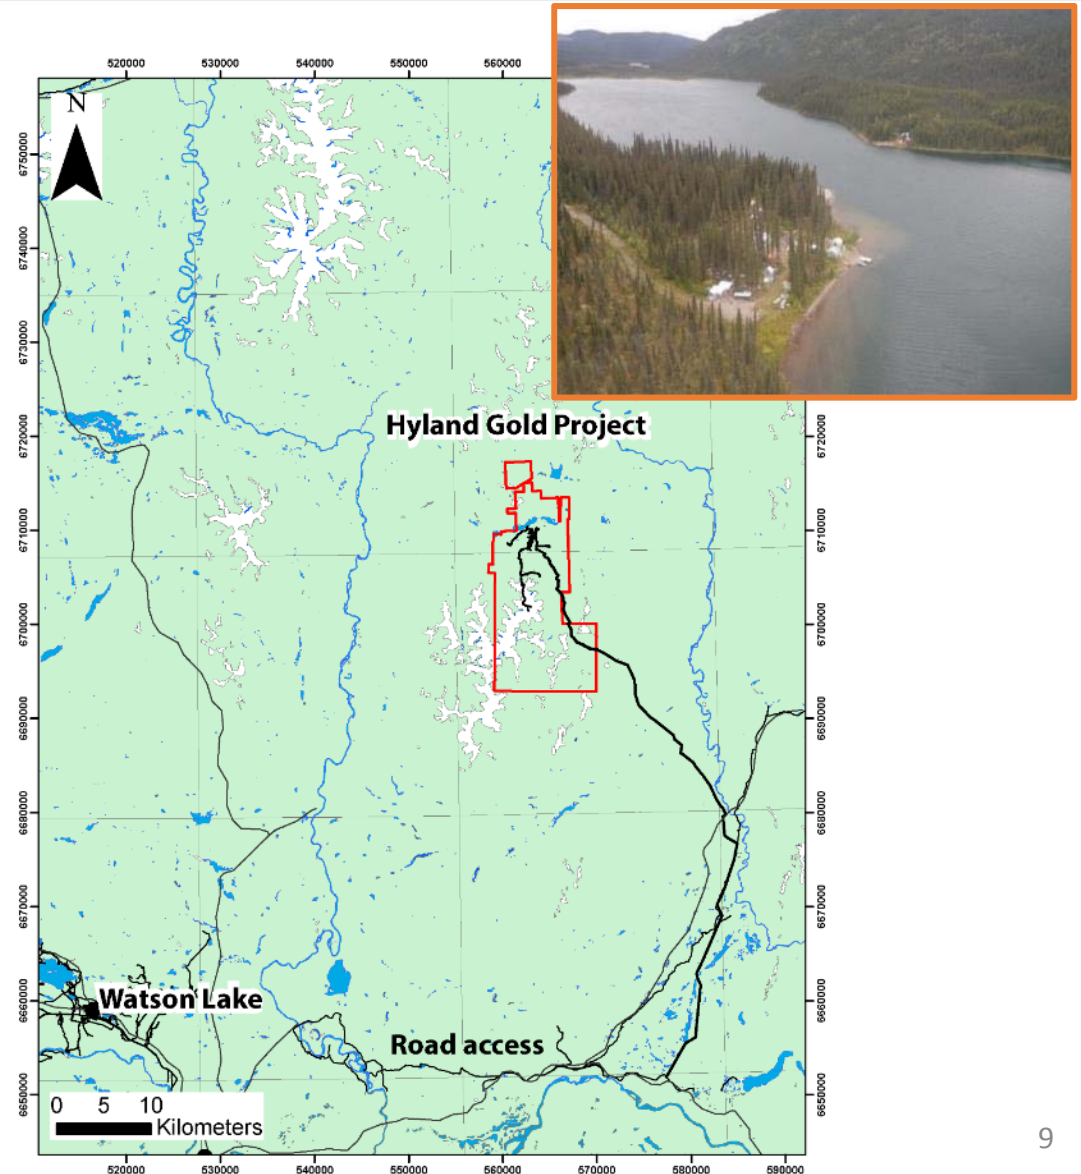 520000 530000 540000 550000 560000
N
6750000 
6740000
6730000
Hyland Gold Project
6720000 6720000
6710000 6710000
6700000 6700000
6690000 6690000
6680000 6680000
6670000 6670000
Watson Lake
6660000 6660000
Road access
6650000 6650000
0 5 10
Kilometers
9
520000 530000 540000 550000 560000 570000 580000 590000